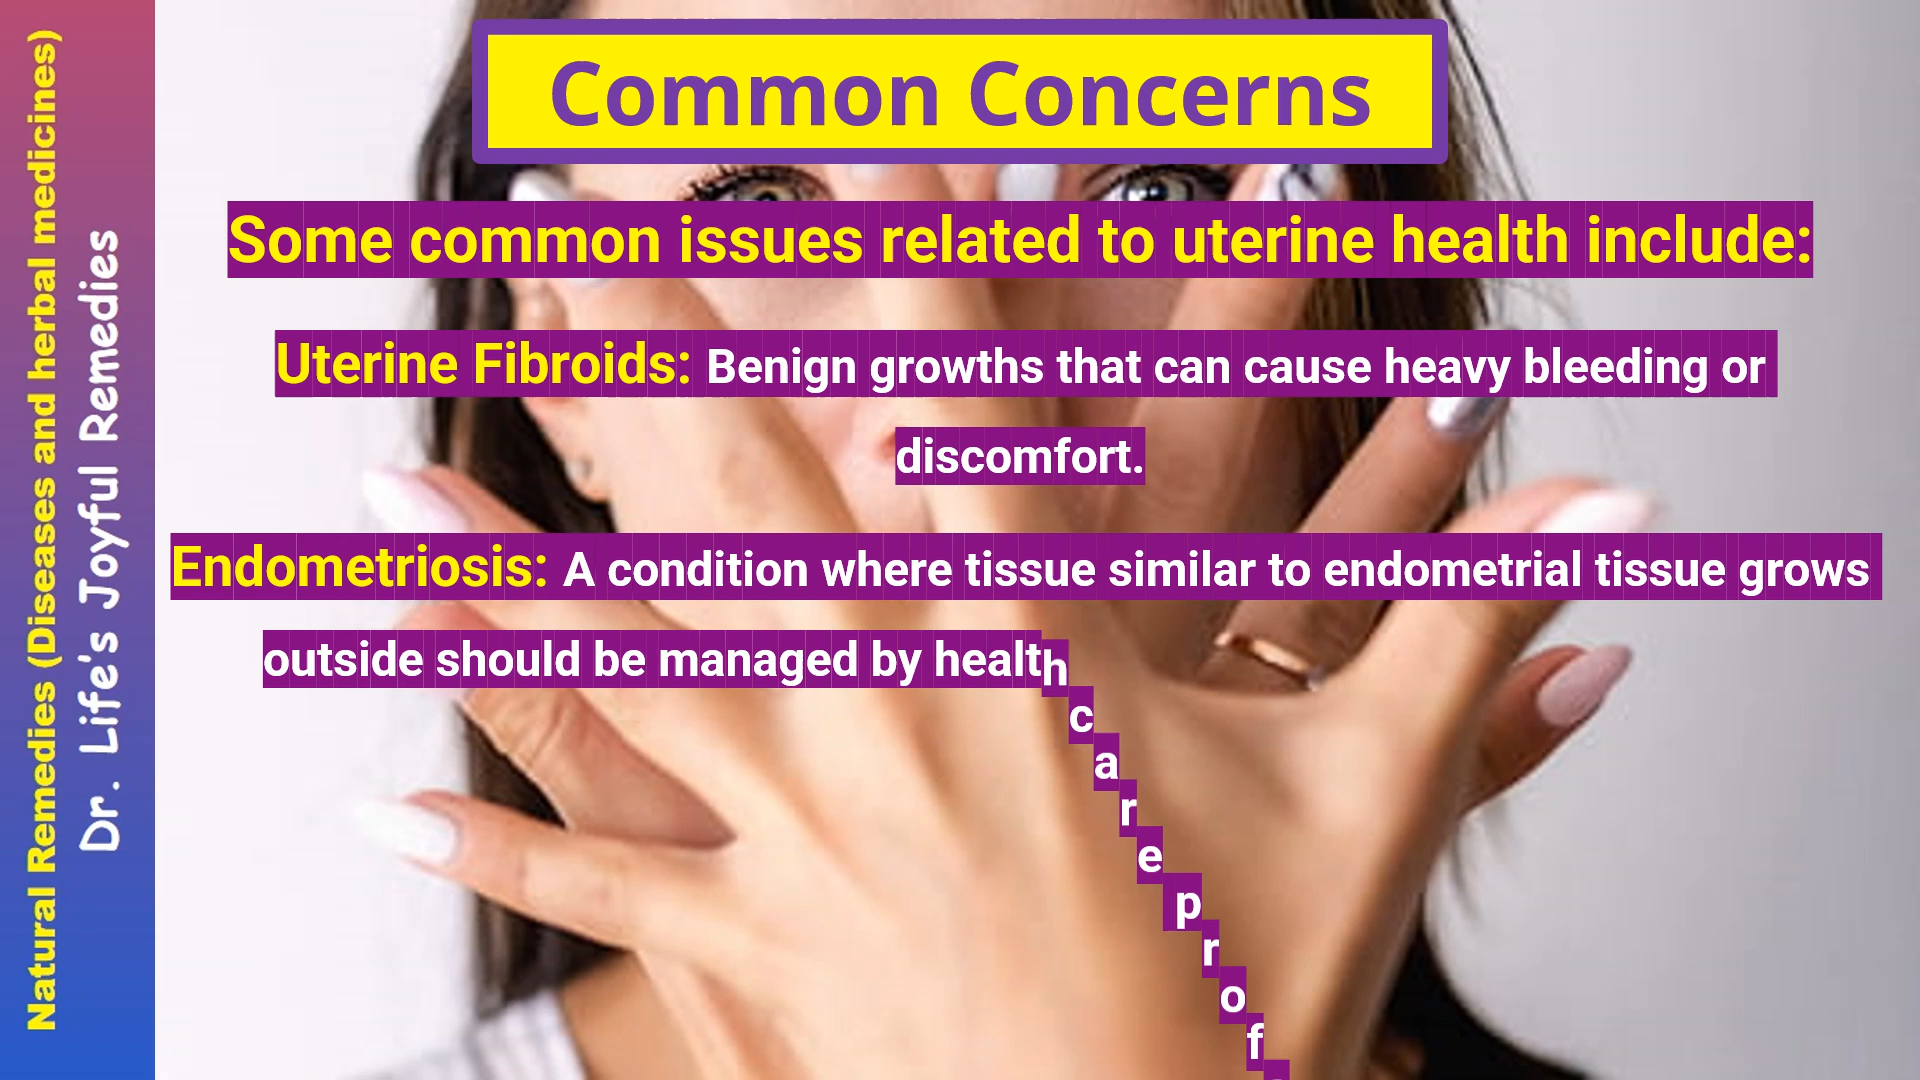 Natural Remedies (Diseases and herbal medicines)
Dr. Life's Joyful Remedies
Common Concerns
Some common issues related to uterine health include:
Uterine Fibroids: Benign growths that can cause heavy bleeding or
discomfort.
Endometriosis: A condition where tissue similar to endometrial tissue grows
outside should be managed by healthcare prof